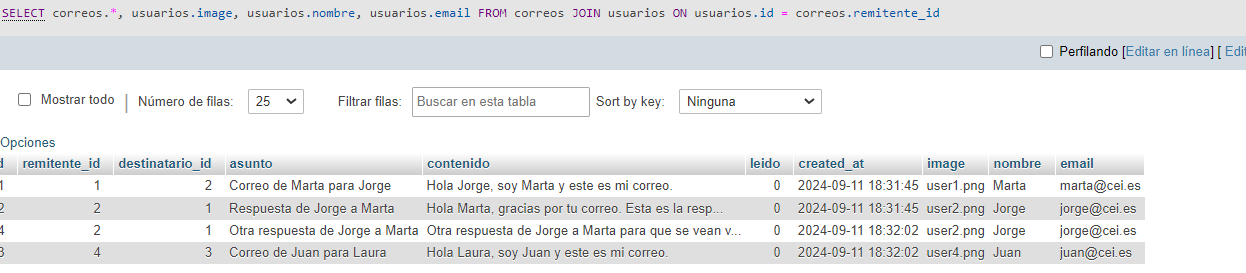 SELECT correos.*, usuarios.image, usuarios.nombre, usuarios.email FROM correos JOIN usuarios ON usuarios.id = correos.remitente_id
Perfilando [Editar en línea] [ Edit
Mostrar todo | Número de filas: 25 Filtrar filas: Buscar en esta tabla Sort by key: Ninguna
Opciones
d remitente_id destinatario_id asunto contenido leido created_at image nombre email
1 1 2 Correo de Marta para Jorge Hola Jorge, soy Marta y este es mi correo. 0 2024-09-11 18:31:45 user1.png Marta marta@cei.es
2 2 1 Respuesta de Jorge a Marta Hola Marta, gracias por tu correo. Esta es la resp... 0 2024-09-11 18:31:45 user2.png Jorge jorge@cei.es
4 2 1 Otra respuesta de Jorge a Marta Otra respuesta de Jorge a Marta para que se vean v... 0 2024-09-11 18:32:02 user2.png Jorge jorge@cei.es
3 4 3 Correo de Juan para Laura Hola Laura, soy Juan y este es mi correo. 0 2024-09-11 18:32:02 user4.png Juan juan@cei.es